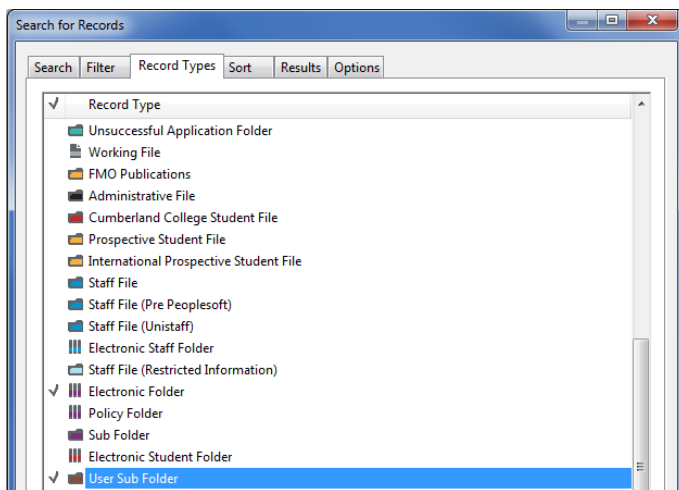 Search for Records
Search Filter Record Types Sort Results Options
Record Type
Unsuccessful Application Folder
Working File
FMO Publications
Administrative File
Cumberland College Student File
Prospective Student File
International Prospective Student File
Staff File
Staff File (Pre Peoplesoft)
Staff File (Unistaff)
Electronic Staff Folder
Staff File (Restricted Information)
Electronic Folder
Policy Folder
Sub Folder
Electronic Student Folder
User Sub Folder